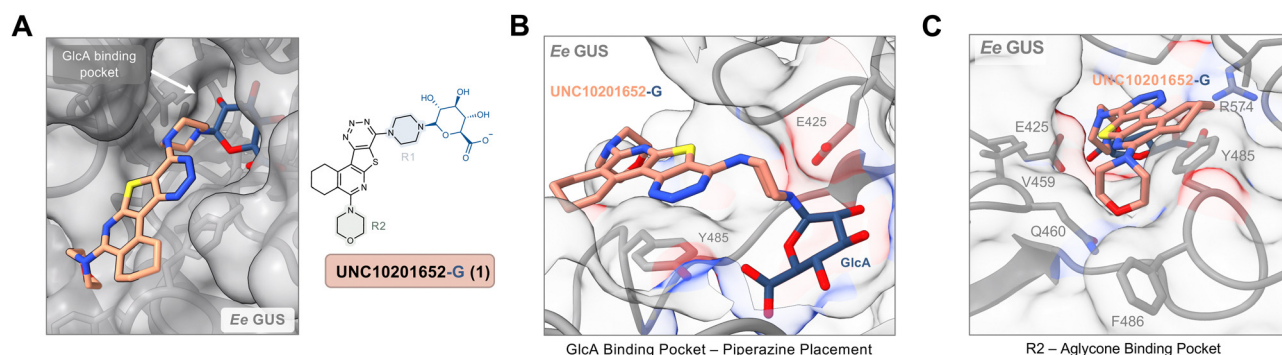 A
GlcA binding
pocket
Ee GUS
HO
OH
HO
OH
N
N
N
N
N
O
O
O⁻
S
R1
N
N
R2
O
UNC10201652-G (1)
B
Ee GUS
UNC10201652-G
E425
Y485
GlcA
GlcA Binding Pocket – Piperazine Placement
C
Ee GUS
UNC10201652-G
R574
E425
Y485
V459
Q460
F486
R2 – Aglycone Binding Pocket